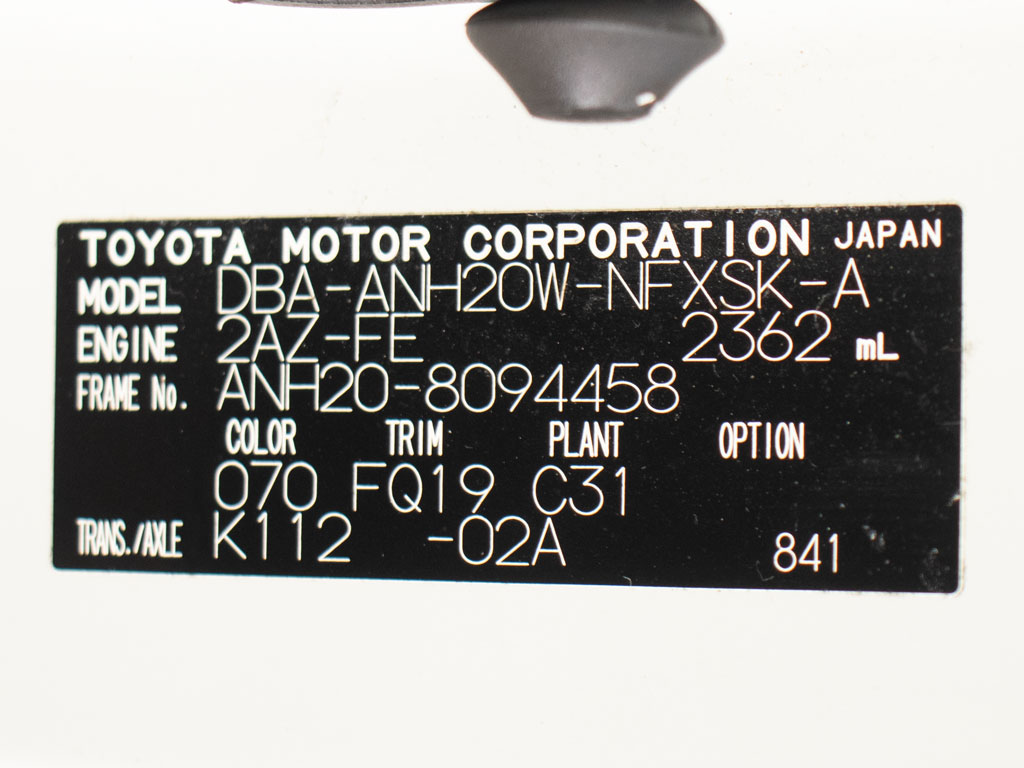 TOYOTA MOTOR CORPORATION JAPAN
MODEL DBA-ANH20W-NFXSK-A
ENGINE 2AZ-FE 2362 mL
FRAME No. ANH20-8094458
COLOR TRIM PLANT OPTION
070 FQ19 C31
TRANS./AXLE K112 -02A 841